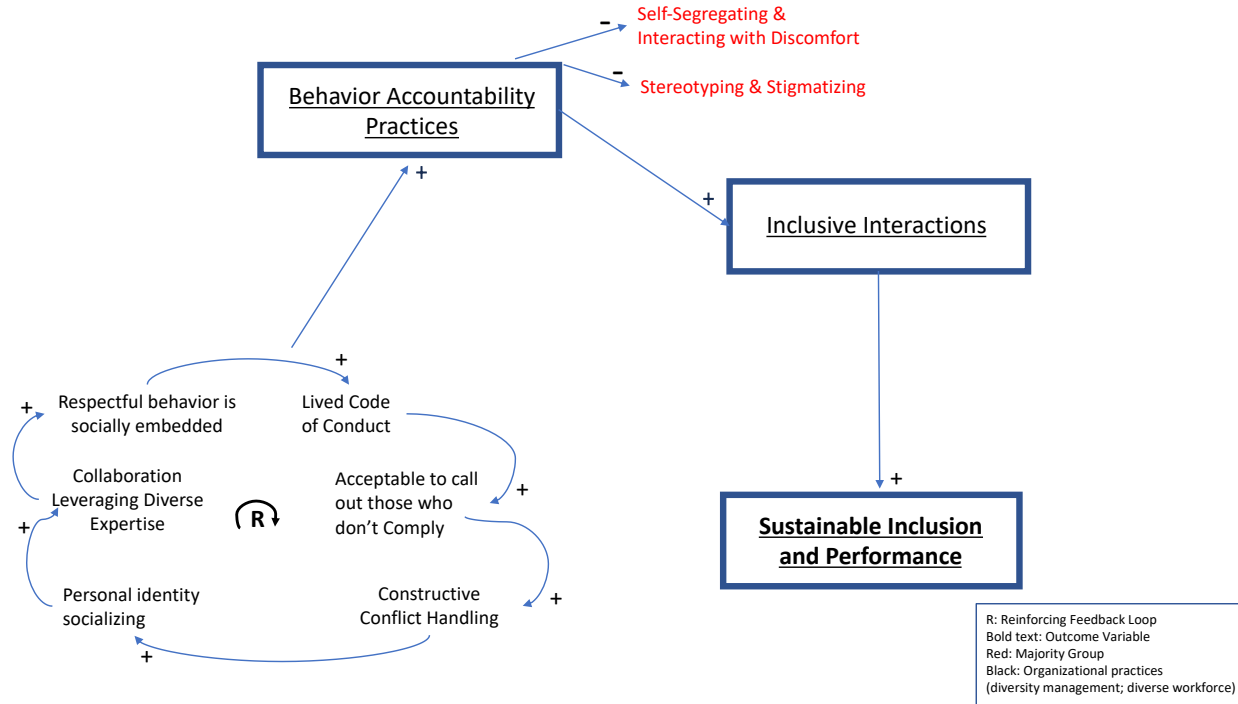 –
Self-Segregating &
Interacting with Discomfort
–
Stereotyping & Stigmatizing
Behavior Accountability
Practices
+
+
Inclusive Interactions
+
Respectful behavior is
socially embedded
+
Lived Code
of Conduct
+
Collaboration
Leveraging Diverse
Expertise
R
Acceptable to call
out those who
don’t Comply
+
+
Personal identity
socializing
Constructive
Conflict Handling
+
+
+
Sustainable Inclusion
and Performance
R: Reinforcing Feedback Loop
Bold text: Outcome Variable
Red: Majority Group
Black: Organizational practices
(diversity management; diverse workforce)